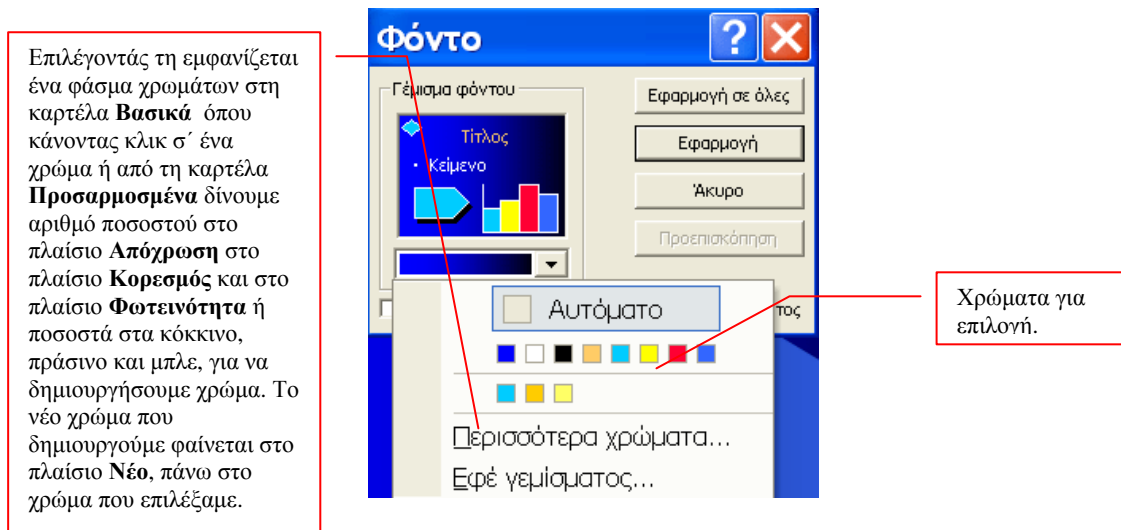 Επιλέγοντάς τη εμφανίζεται
ένα φάσμα χρωμάτων στη
καρτέλα Βασικά όπου
κάνοντας κλικ σ΄ ένα
χρώμα ή από τη καρτέλα
Προσαρμοσμένα δίνουμε
αριθμό ποσοστού στο
πλαίσιο Απόχρωση στο
πλαίσιο Κορεσμός και στο
πλαίσιο Φωτεινότητα ή
ποσοστά στα κόκκινο,
πράσινο και μπλε, για να
δημιουργήσουμε χρώμα. Το
νέο χρώμα που
δημιουργούμε φαίνεται στο
πλαίσιο Νέο, πάνω στο
χρώμα που επιλέξαμε.
Φόντο
Γέμισμα φόντου
Τίτλος
• Κείμενο
Εφαρμογή σε όλες
Εφαρμογή
Άκυρο
Προεπισκόπηση
τος
Αυτόματο
Περισσότερα χρώματα...
Εφέ γεμίσματος...
Χρώματα για
επιλογή.